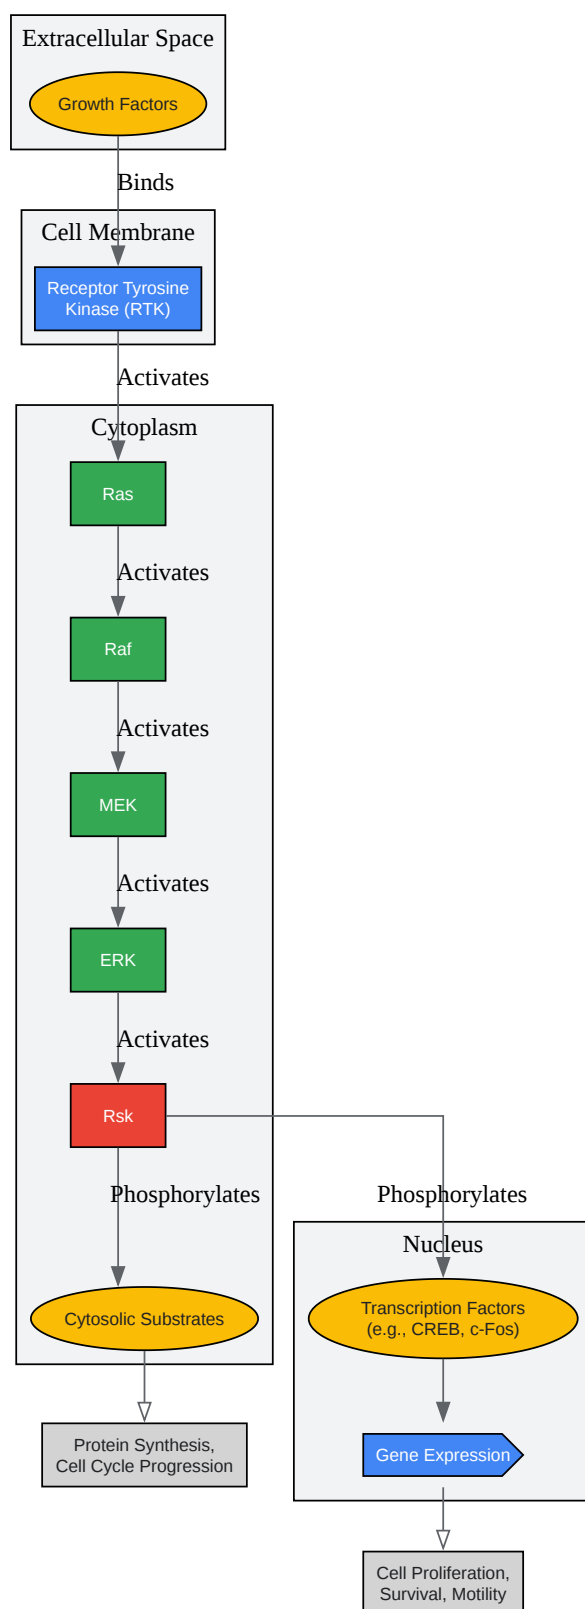 Extracellular Space
Growth Factors
Binds
Cell Membrane
Receptor Tyrosine
Kinase (RTK)
Activates
Cytoplasm
Ras
Activates
Raf
Activates
MEK
Activates
ERK
Activates
Rsk
Phosphorylates
Phosphorylates
Nucleus
Cytosolic Substrates
Transcription Factors
(e.g., CREB, c-Fos)
Protein Synthesis,
Cell Cycle Progression
Gene Expression
Cell Proliferation,
Survival, Motility